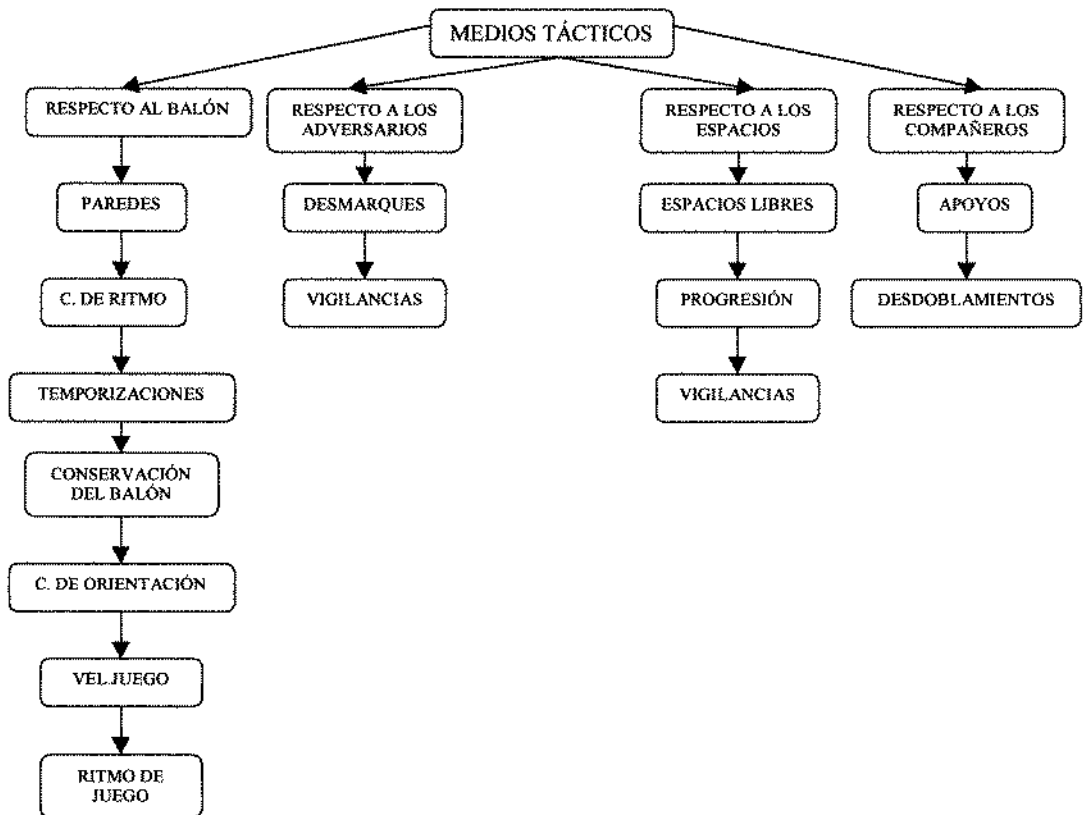 MEDIOS TÁCTICOS
RESPECTO AL BALÓN
PAREDES
C. DE RITMO
TEMPORIZACIONES
CONSERVACIÓN
DEL BALÓN
C. DE ORIENTACIÓN
VEL.JUEGO
RITMO DE
JUEGO
RESPECTO A LOS
ADVERSARIOS
DESMARQUES
VIGILANCIAS
RESPECTO A LOS
ESPACIOS
ESPACIOS LIBRES
PROGRESIÓN
VIGILANCIAS
RESPECTO A LOS
COMPAÑEROS
APOYOS
DESDOBLAMIENTOS